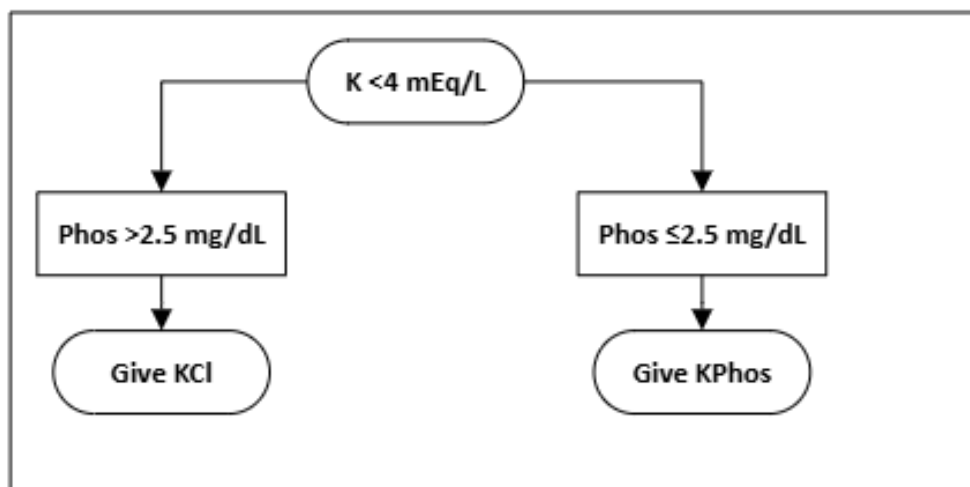 K <4 mEq/L
Phos >2.5 mg/dL
Phos ≤2.5 mg/dL
Give KCl
Give KPhos